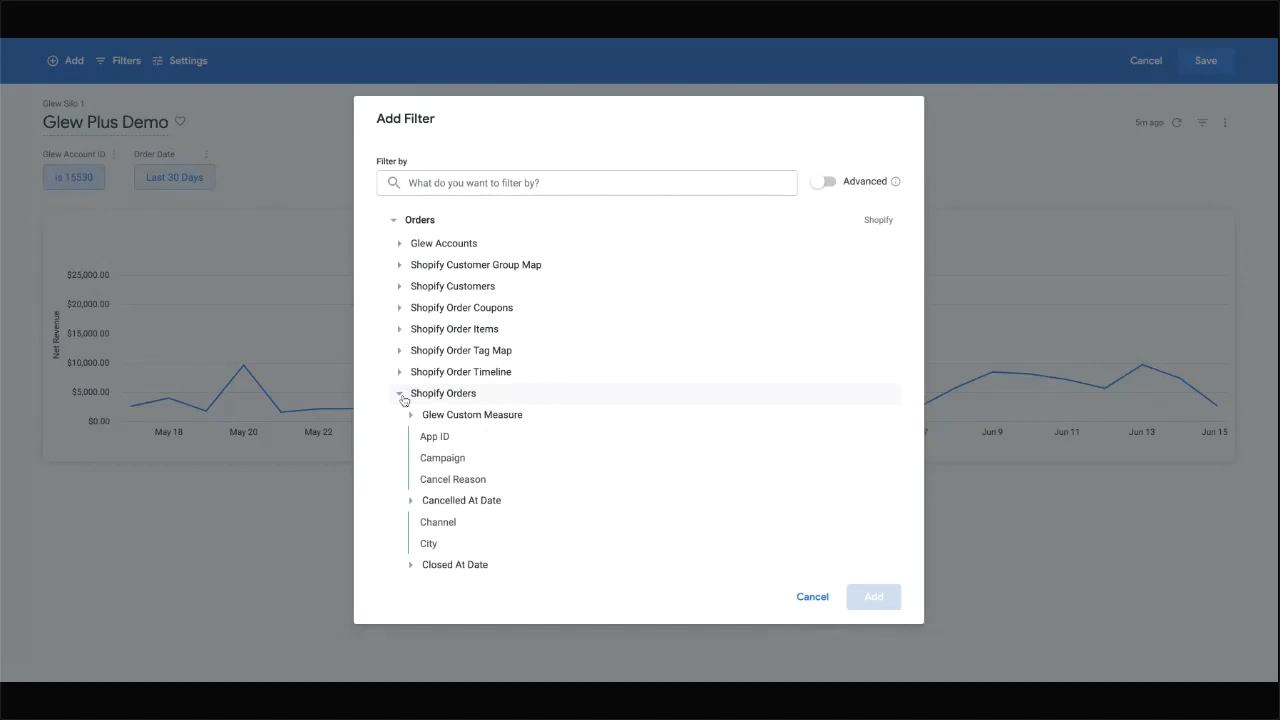 Add Filters Settings Cancel Save
Glew Silo 1
Glew Plus Demo
5m ago
Glew Account ID Order Date
is 15530 Last 30 Days
Net Revenue
$25,000.00
$20,000.00
$15,000.00
$10,000.00
$5,000.00
$0.00
May 18 May 20 May 22
7 Jun 9 Jun 11 Jun 13 Jun 15
Add Filter
Filter by
What do you want to filter by?
Advanced
Orders Shopify
Glew Accounts
Shopify Customer Group Map
Shopify Customers
Shopify Order Coupons
Shopify Order Items
Shopify Order Tag Map
Shopify Order Timeline
Shopify Orders
Glew Custom Measure
App ID
Campaign
Cancel Reason
Cancelled At Date
Channel
City
Closed At Date
Cancel Add